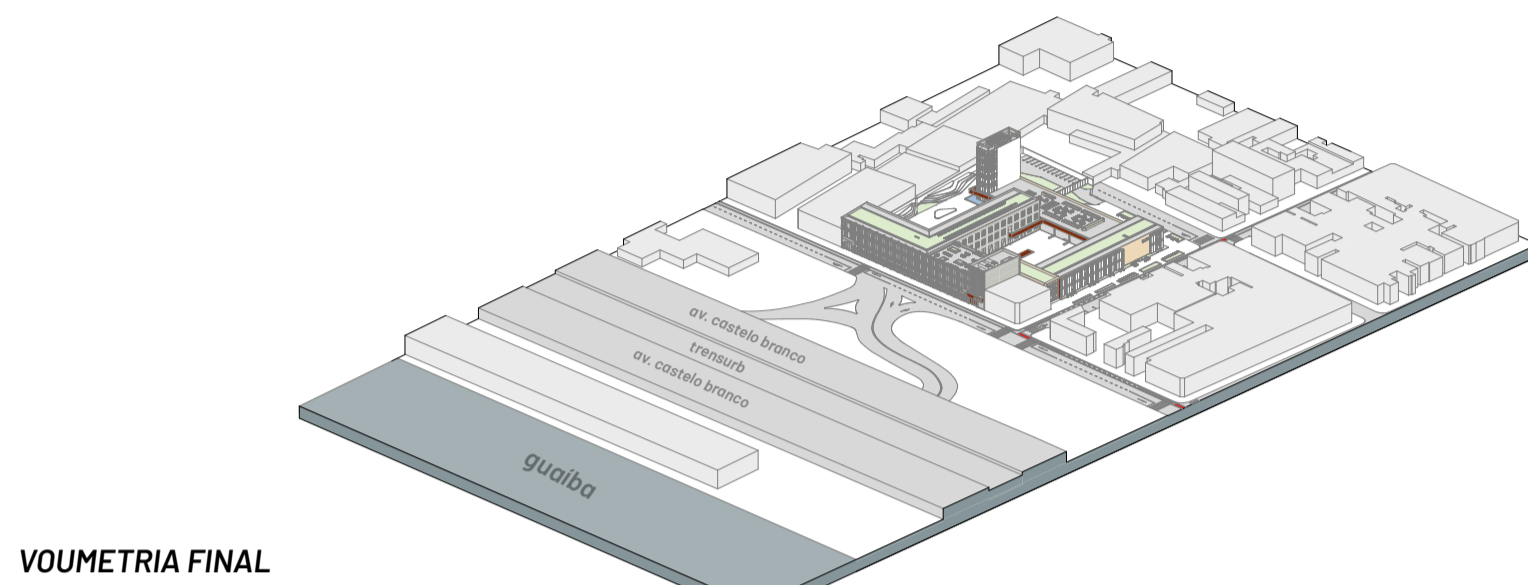 av. castelo branco
trensurb
av. castelo branco
guaíba
VOUMETRIA FINAL